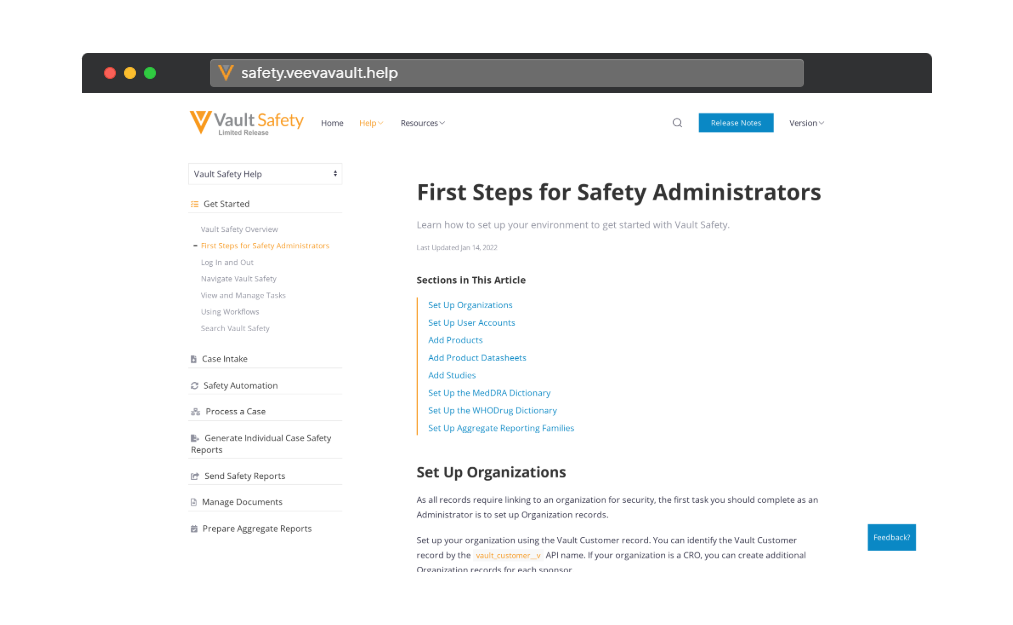 safety.veevavault.help
Vault Safety
Limited Release
Home
Help
Resources
Release Notes
Version
Vault Safety Help
Get Started
Vault Safety Overview
First Steps for Safety Administrators
Log In and Out
Navigate Vault Safety
View and Manage Tasks
Using Workflows
Search Vault Safety
Case Intake
Safety Automation
Process a Case
Generate Individual Case Safety
Reports
Send Safety Reports
Manage Documents
Prepare Aggregate Reports
First Steps for Safety Administrators
Learn how to set up your environment to get started with Vault Safety.
Last Updated Jan 14, 2022
Sections in This Article
Set Up Organizations
Set Up User Accounts
Add Products
Add Product Datasheets
Add Studies
Set Up the MedDRA Dictionary
Set Up the WHODrug Dictionary
Set Up Aggregate Reporting Families
Set Up Organizations
As all records require linking to an organization for security, the first task you should complete as an
Administrator is to set up Organization records.
Set up your organization using the Vault Customer record. You can identify the Vault Customer
record by the vault_customer__v API name. If your organization is a CRO, you can create additional
Organization records for each sponsor
Feedback?